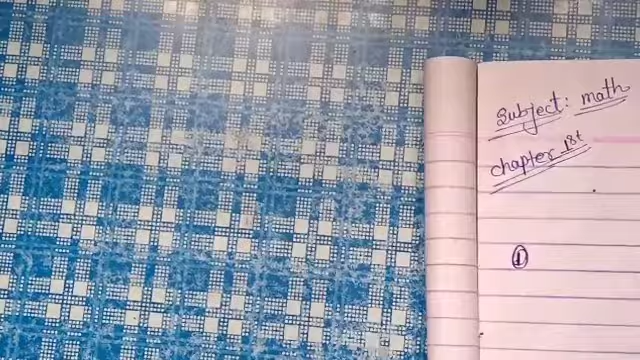 Subject: math
chapter 1st
①